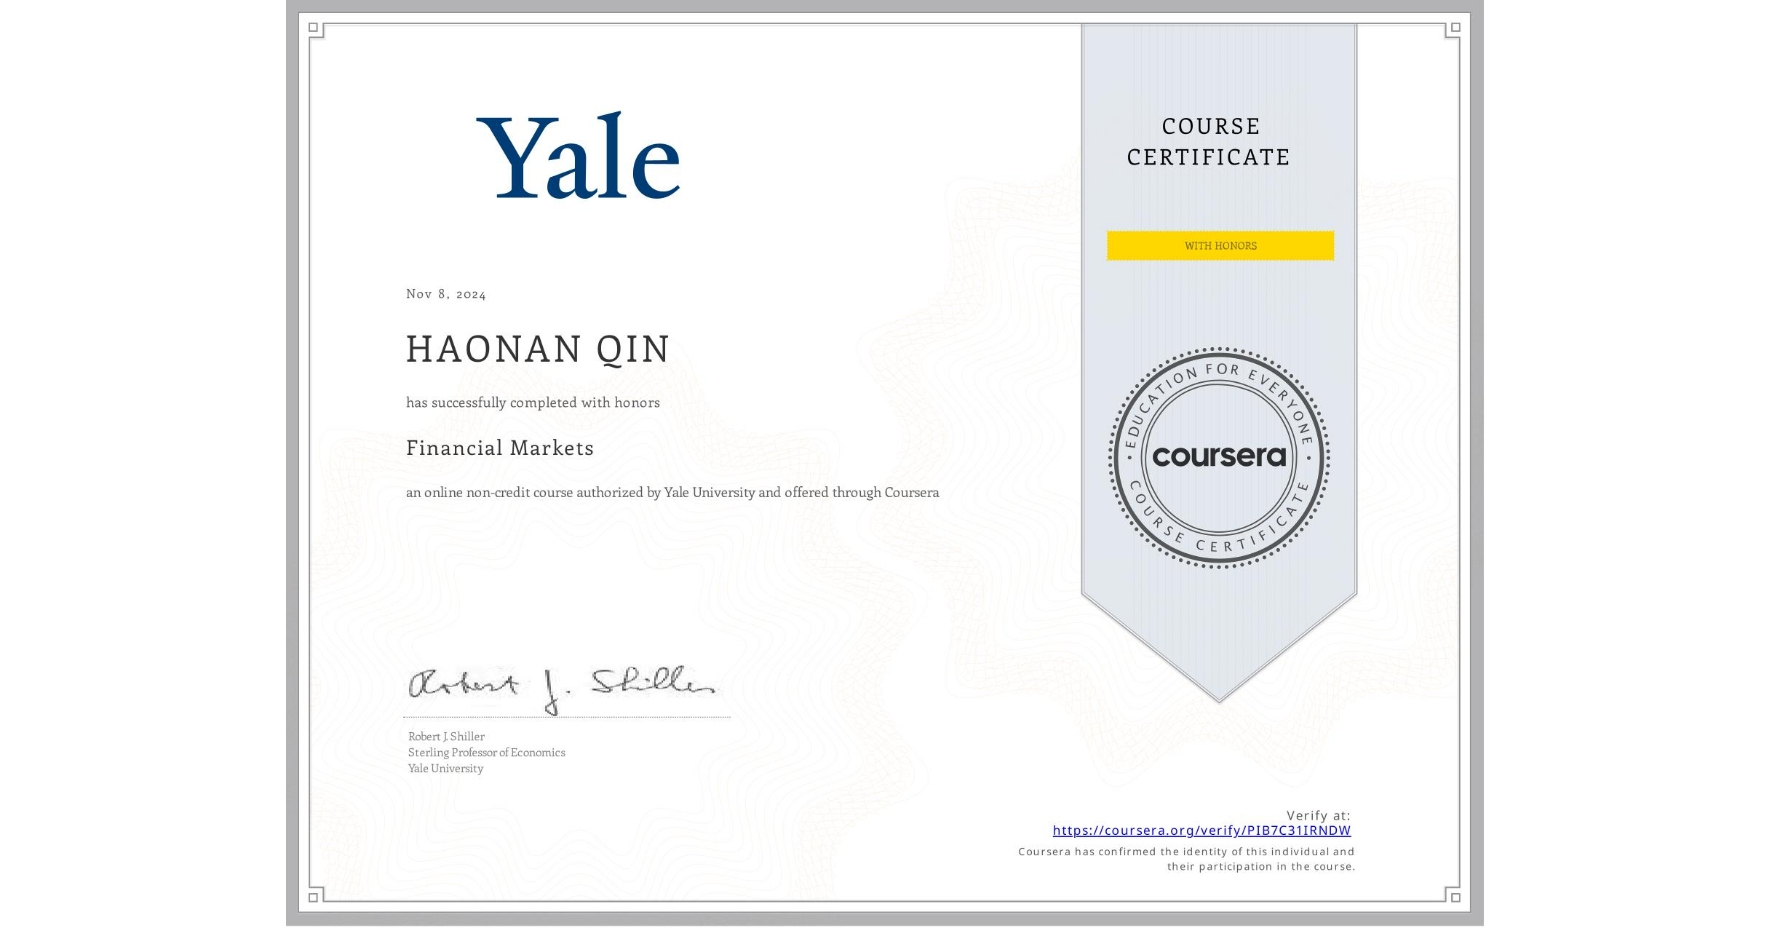 Yale
COURSE
CERTIFICATE
WITH HONORS
Nov 8, 2024
HAONAN QIN
has successfully completed with honors
Financial Markets
an online non-credit course authorized by Yale University and offered through Coursera
EDUCATION FOR EVERYONE
coursera
COURSE CERTIFICATE
Robert J. Shiller
Robert J. Shiller
Sterling Professor of Economics
Yale University
Verify at:
https://coursera.org/verify/PIB7C31IRNDW
Coursera has confirmed the identity of this individual and
their participation in the course.